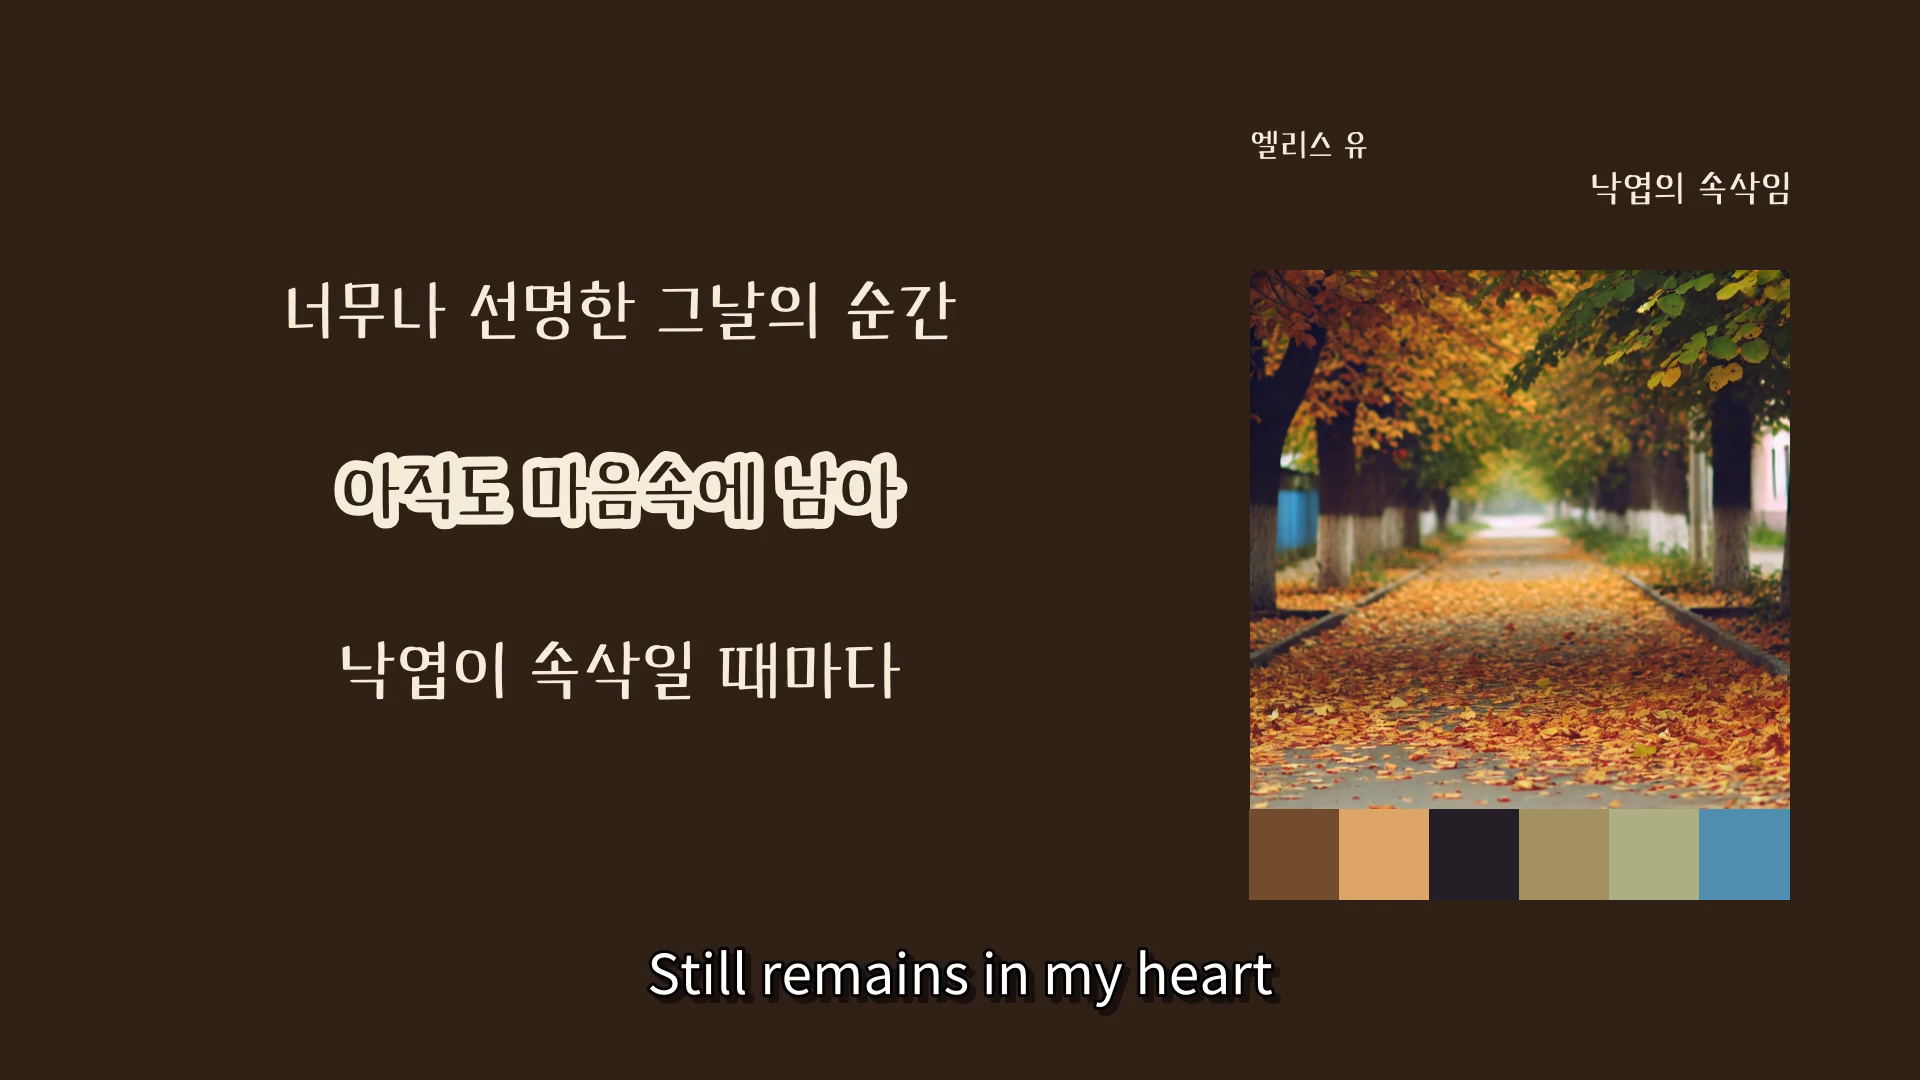 엘리스 유
낙엽의 속삭임
너무나 선명한 그날의 순간
아직도 마음속에 남아
낙엽이 속삭일 때마다
Still remains in my heart